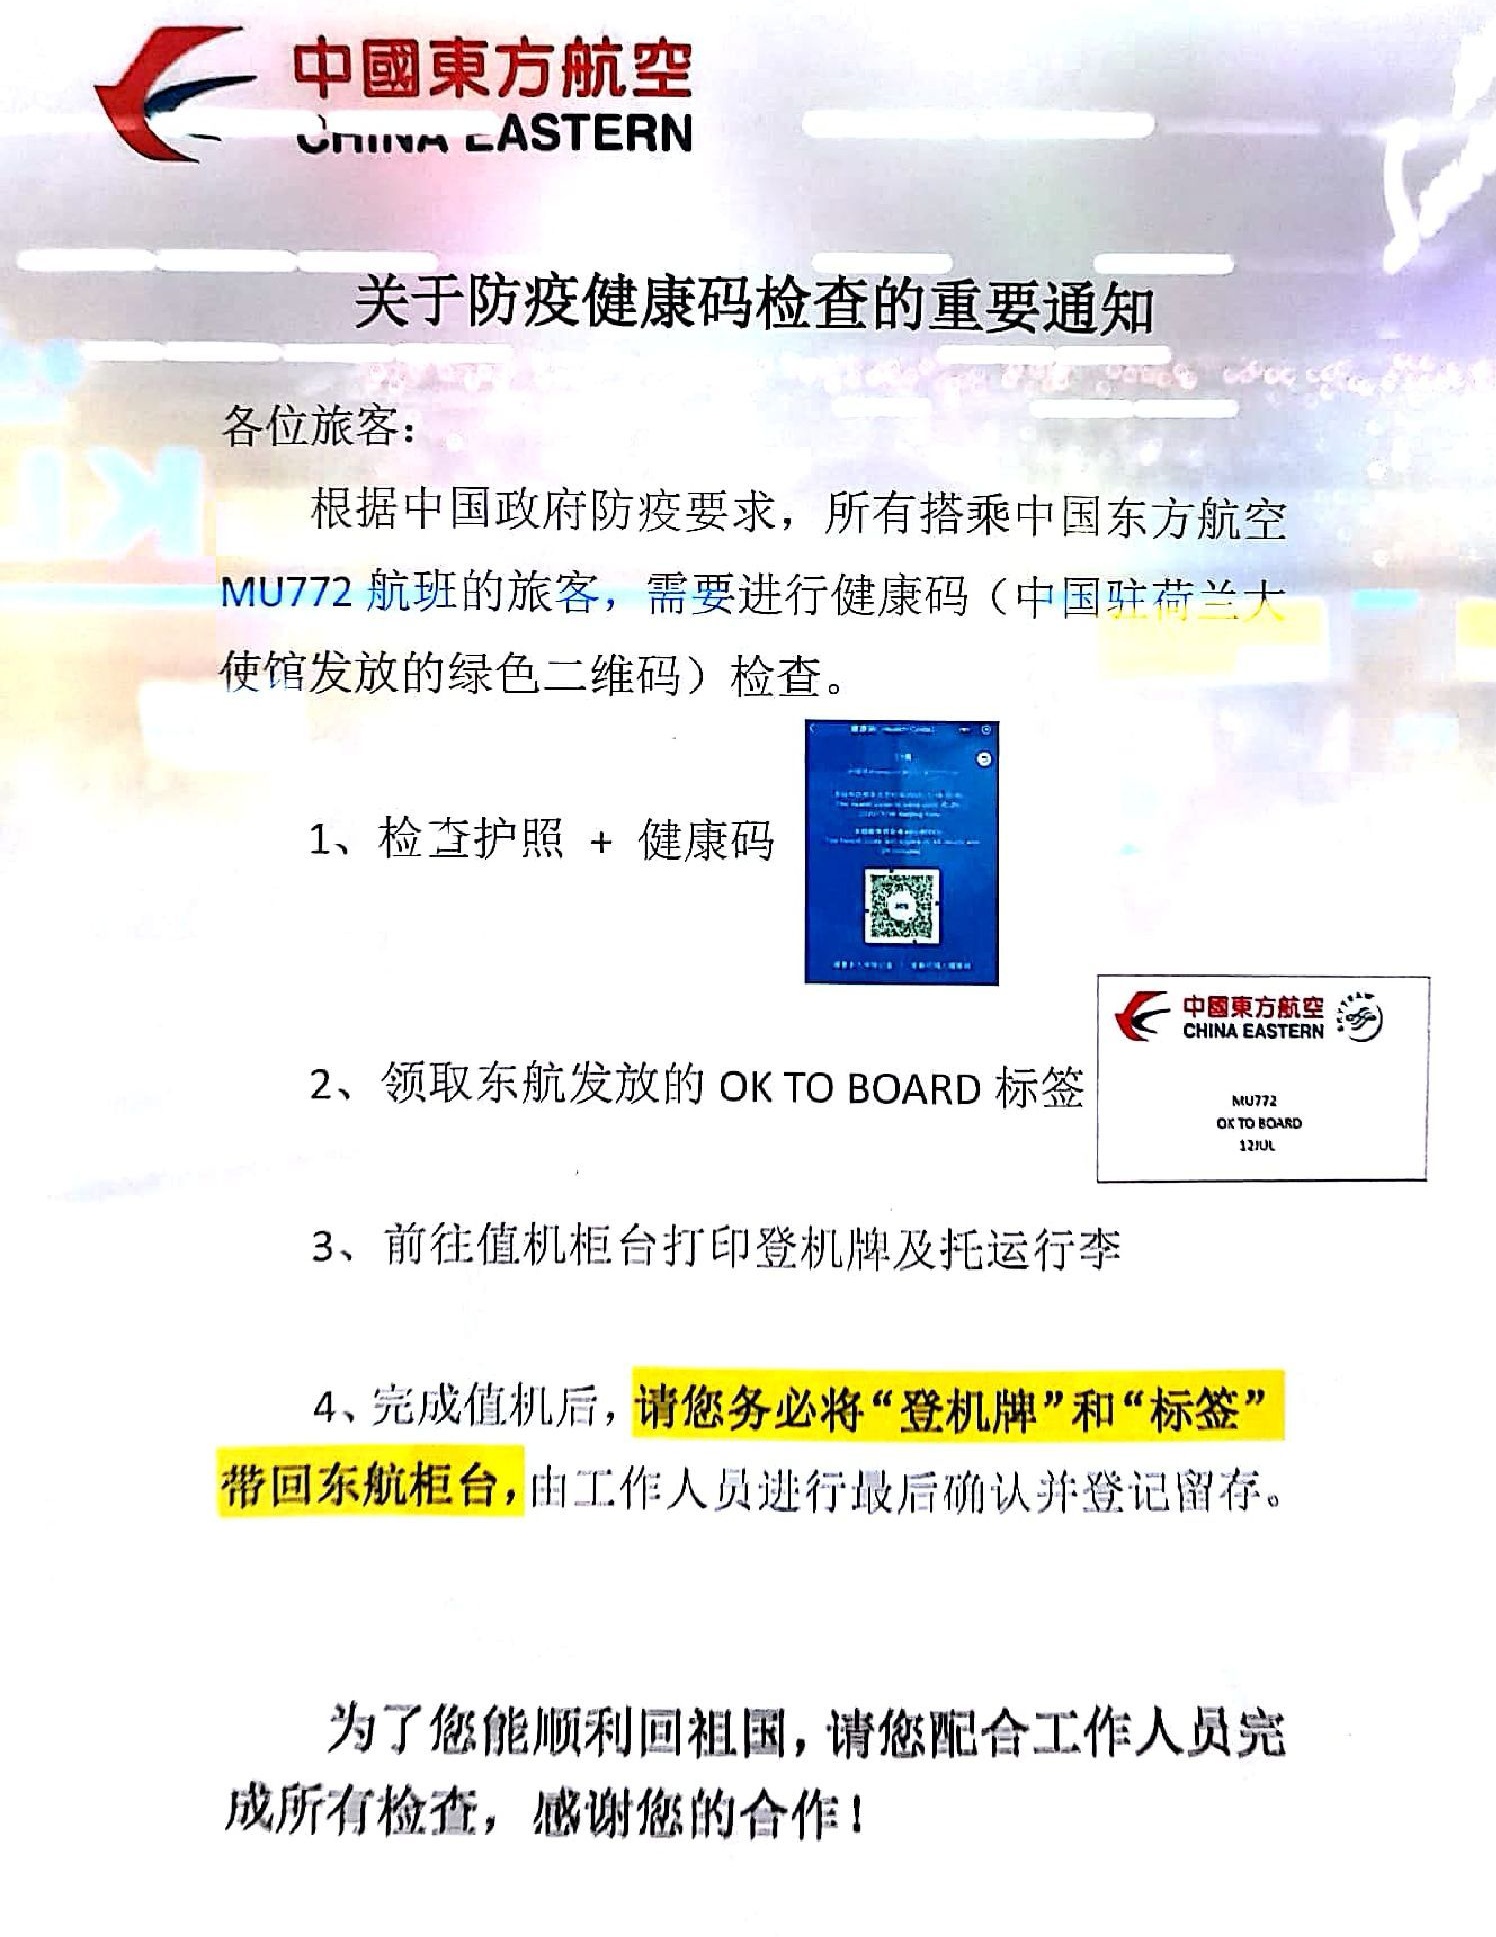 中國東方航空
CHINA EASTERN
关于防疫健康码检查的重要通知
各位旅客：
根据中国政府防疫要求，所有搭乘中国东方航空
MU772 航班的旅客，需要进行健康码（中国驻荷兰大
使馆发放的绿色二维码）检查。
1、检查护照 + 健康码
中國東方航空
CHINA EASTERN
MU772
OK TO BOARD
12JUL
2、领取东航发放的 OK TO BOARD 标签
3、前往值机柜台打印登机牌及托运行李
4、完成值机后，请您务必将“登机牌”和“标签”
带回东航柜台，由工作人员进行最后确认并登记留存。
为了您能顺利回祖国，请您配合工作人员完
成所有检查，感谢您的合作！